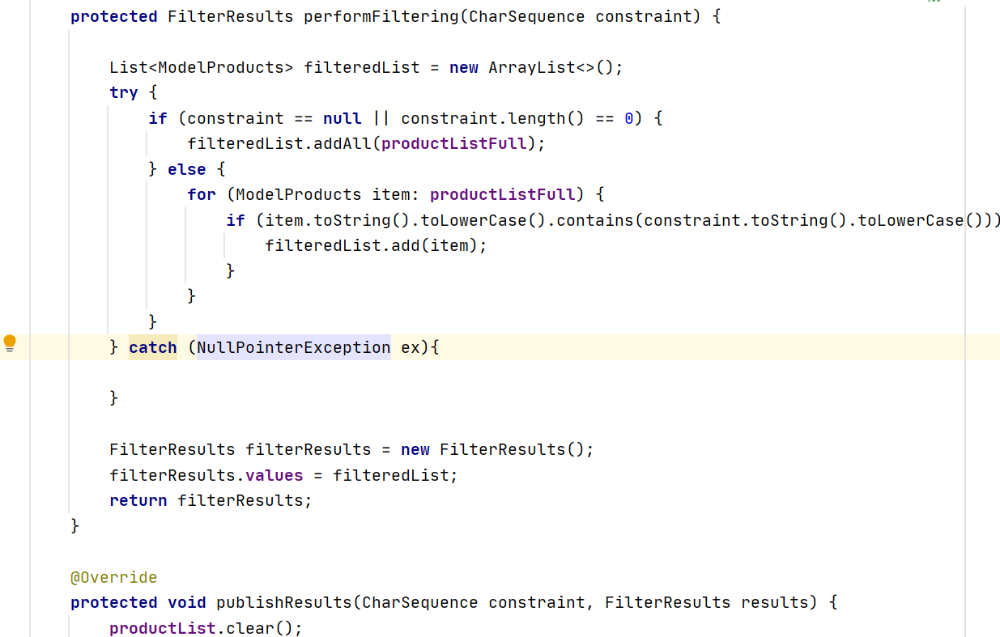 protected FilterResults performFiltering(CharSequence constraint) {
List<ModelProducts> filteredList = new ArrayList<>();
try {
if (constraint == null || constraint.length() == 0) {
filteredList.addAll(productListFull);
} else {
for (ModelProducts item: productListFull) {
if (item.toString().toLowerCase().contains(constraint.toString().toLowerCase()))
filteredList.add(item);
}
}
}
} catch (NullPointerException ex){
}
FilterResults filterResults = new FilterResults();
filterResults.values = filteredList;
return filterResults;
}
@Override
protected void publishResults(CharSequence constraint, FilterResults results) {
productList.clear();